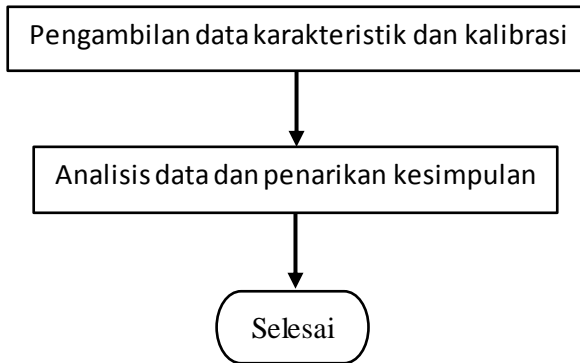 Pengambilan data karakteristik dan kalibrasi
Analisis data dan penarikan kesimpulan
Selesai